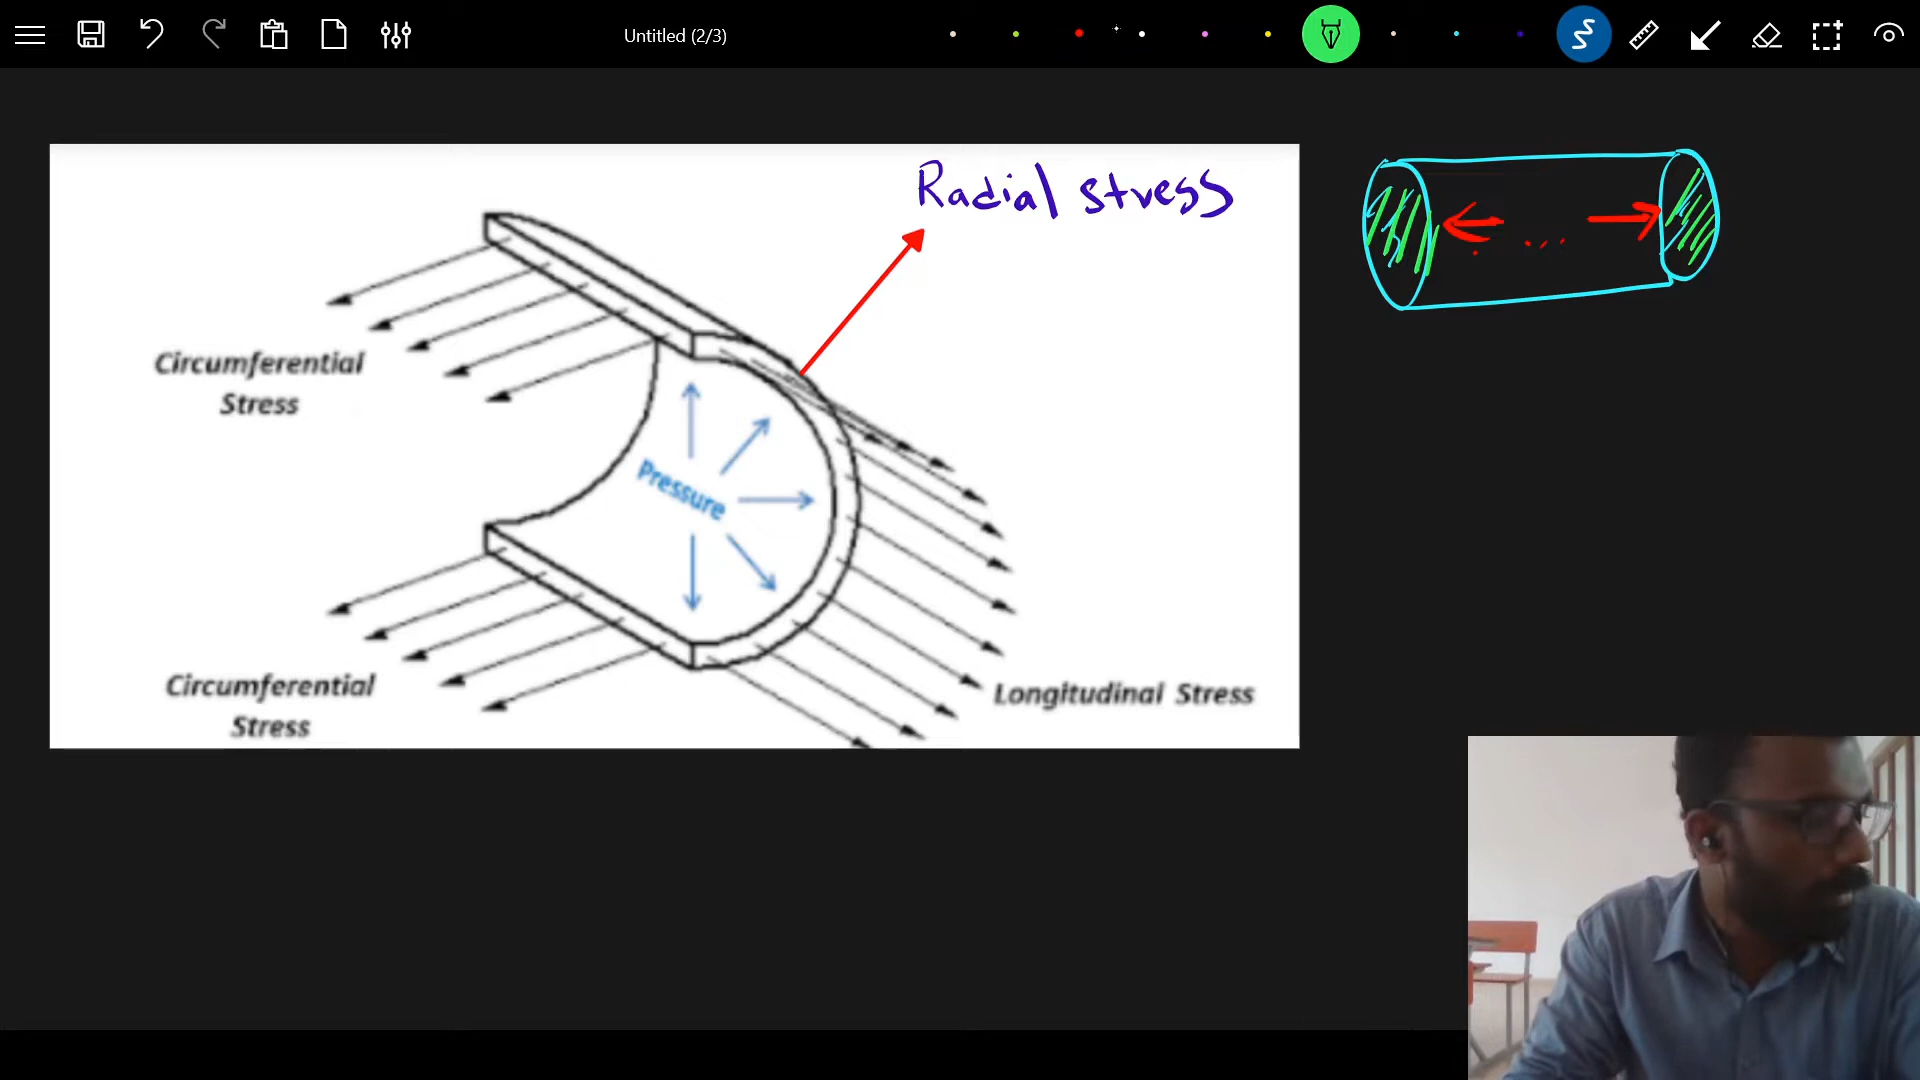 Untitled (2/3)
Radial stress
Circumferential
Stress
Pressure
Circumferential
Stress
Longitudinal Stress